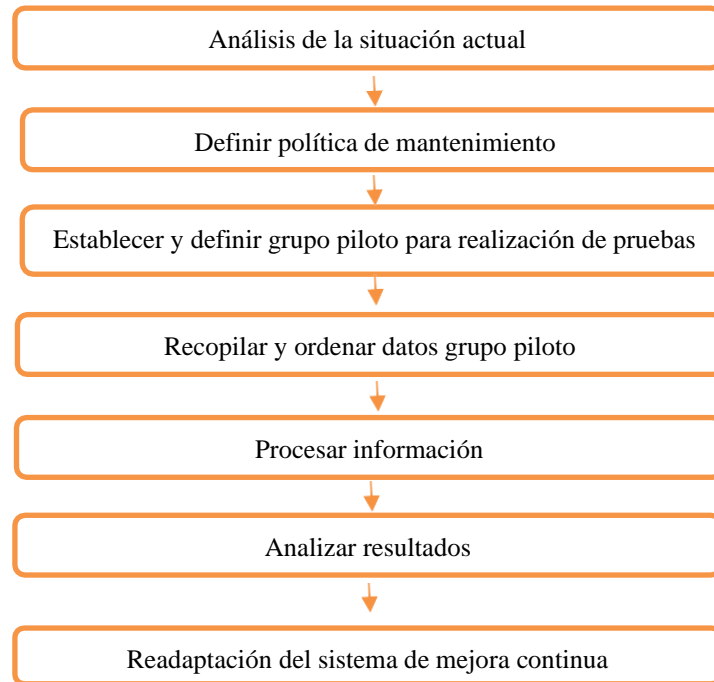 Análisis de la situación actual
Definir política de mantenimiento
Establecer y definir grupo piloto para realización de pruebas
Recopilar y ordenar datos grupo piloto
Procesar información
Analizar resultados
Readaptación del sistema de mejora continua